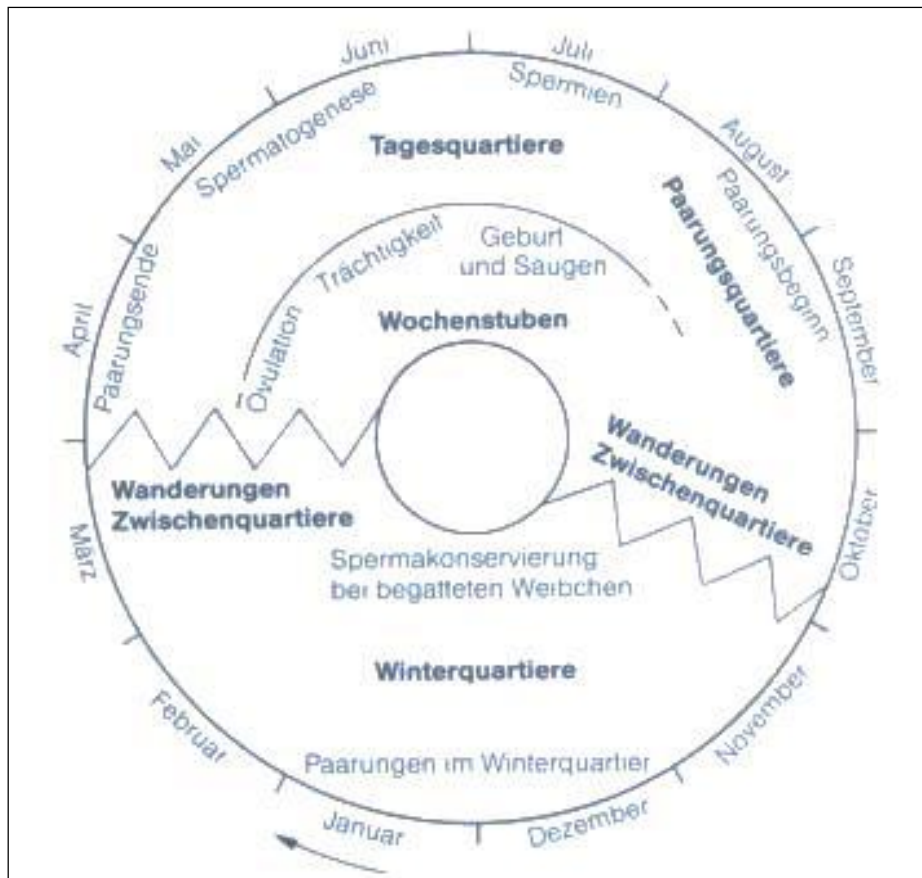 Juni
Juli
Spermatogenese
Spermien
Mai
August
Tagesquartiere
Paarungsbeginn
Paarungsquartiere
Trächtigkeit
Geburt
und Säugen
September
April
Paarungsende
Ovulation
Wochenstuben
Wanderungen
Zwischenquartiere
Wanderungen
Zwischenquartiere
März
Oktober
Spermakonservierung
bei begatteten Weibchen
Winterquartiere
Februar
November
Paarungen im Winterquartier
Januar
Dezember